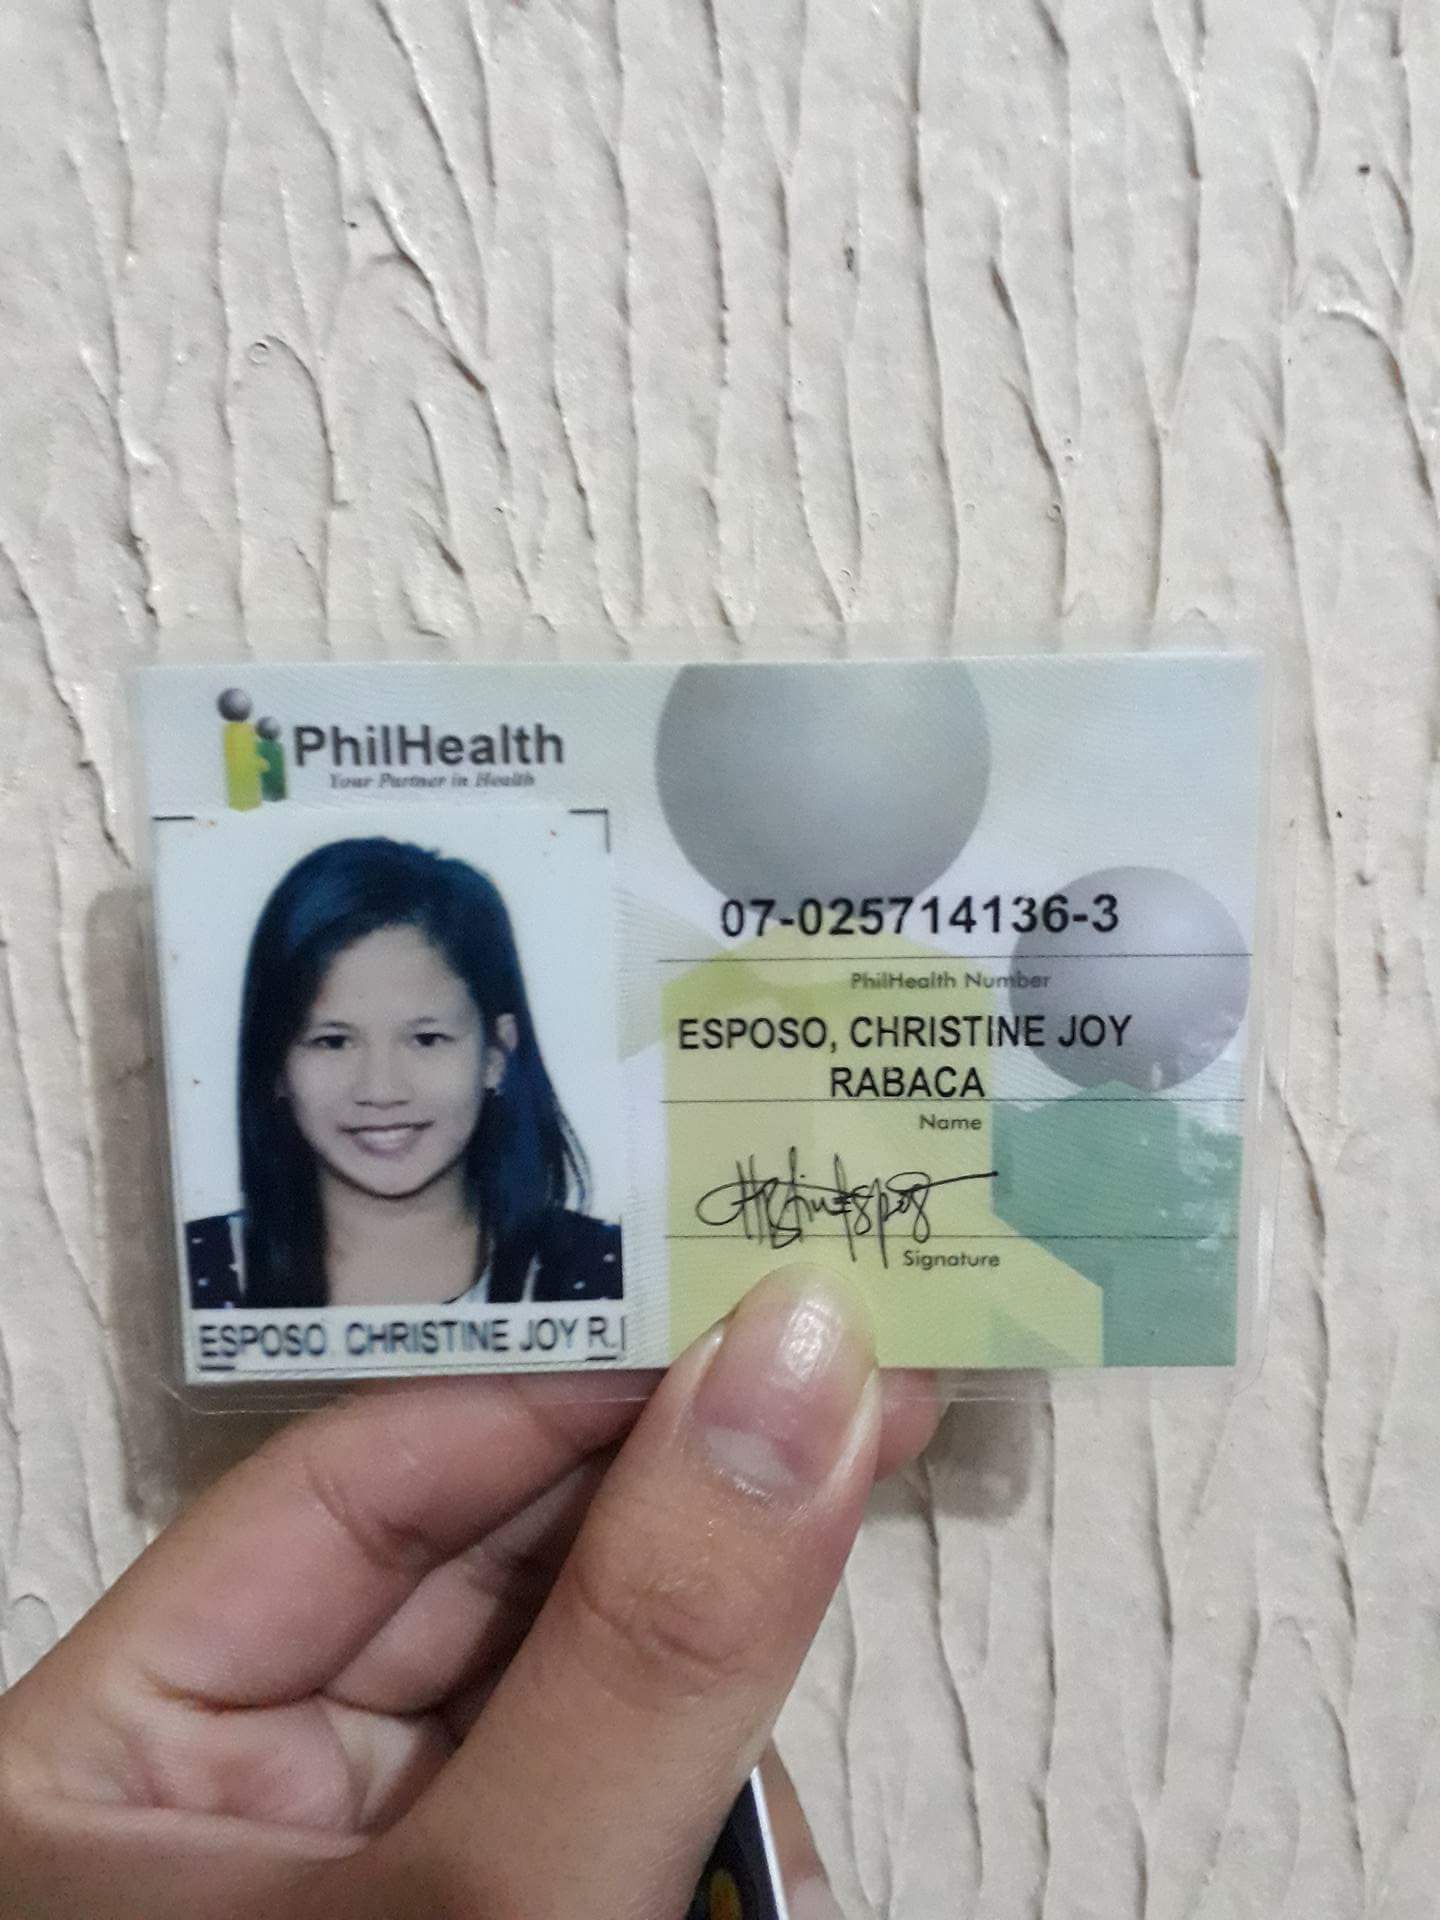 PhilHealth
Your Partner in Health
07-025714136-3
PhilHealth Number
ESPOSO, CHRISTINE JOY
RABACA
Name
Signature
ESPOSO, CHRISTINE JOY R.